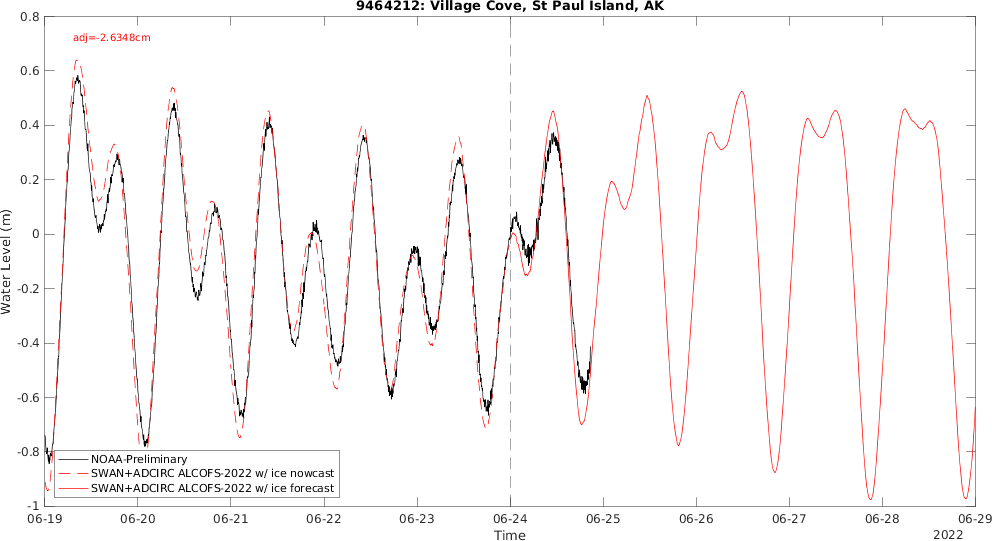 9464212: Village Cove, St Paul Island, AK
adj=-2.6348cm
Water Level (m)
0.8
0.6
0.4
0.2
0
-0.2
-0.4
-0.6
-0.8
-1
NOAA-Preliminary
SWAN+ADCIRC ALCOFS-2022 w/ ice nowcast
SWAN+ADCIRC ALCOFS-2022 w/ ice forecast
06-19 06-20 06-21 06-22 06-23 06-24 06-25 06-26 06-27 06-28 06-29
Time
2022